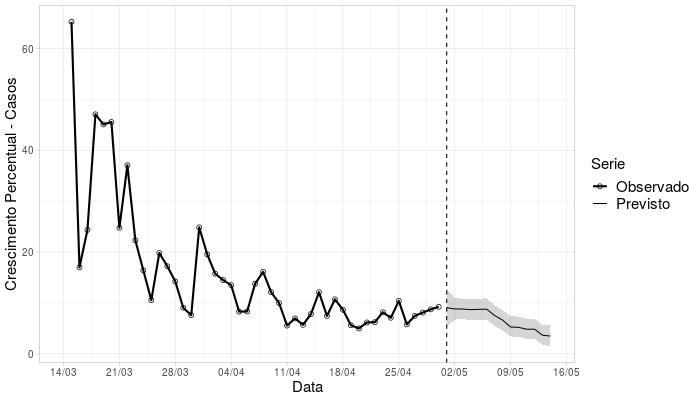 Crescimento Percentual - Casos
60
40
20
0
14/03
21/03
28/03
04/04
11/04
18/04
25/04
02/05
09/05
16/05
Data
Serie
Observado
Previsto